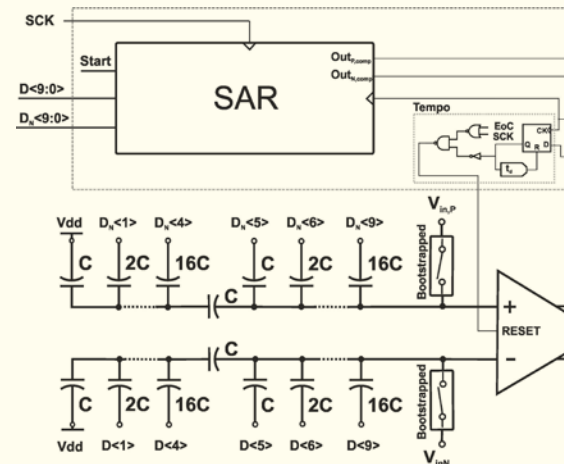 SCK
Start
D<9:0>
D_N<9:0>
SAR
Out_P,comp
Out_N,comp
Tempo
EoC
SCK
CK
Q R D
t_d
V_in,P
Bootstrapped
Vdd D_N<1> D_N<4> D_N<5> D_N<6> D_N<9>
C 2C 16C C C 2C 16C
+
RESET
−
C
C 2C 16C C 2C 16C
Bootstrapped
Vdd D<1> D<4> D<5> D<6> D<9>
V_inN